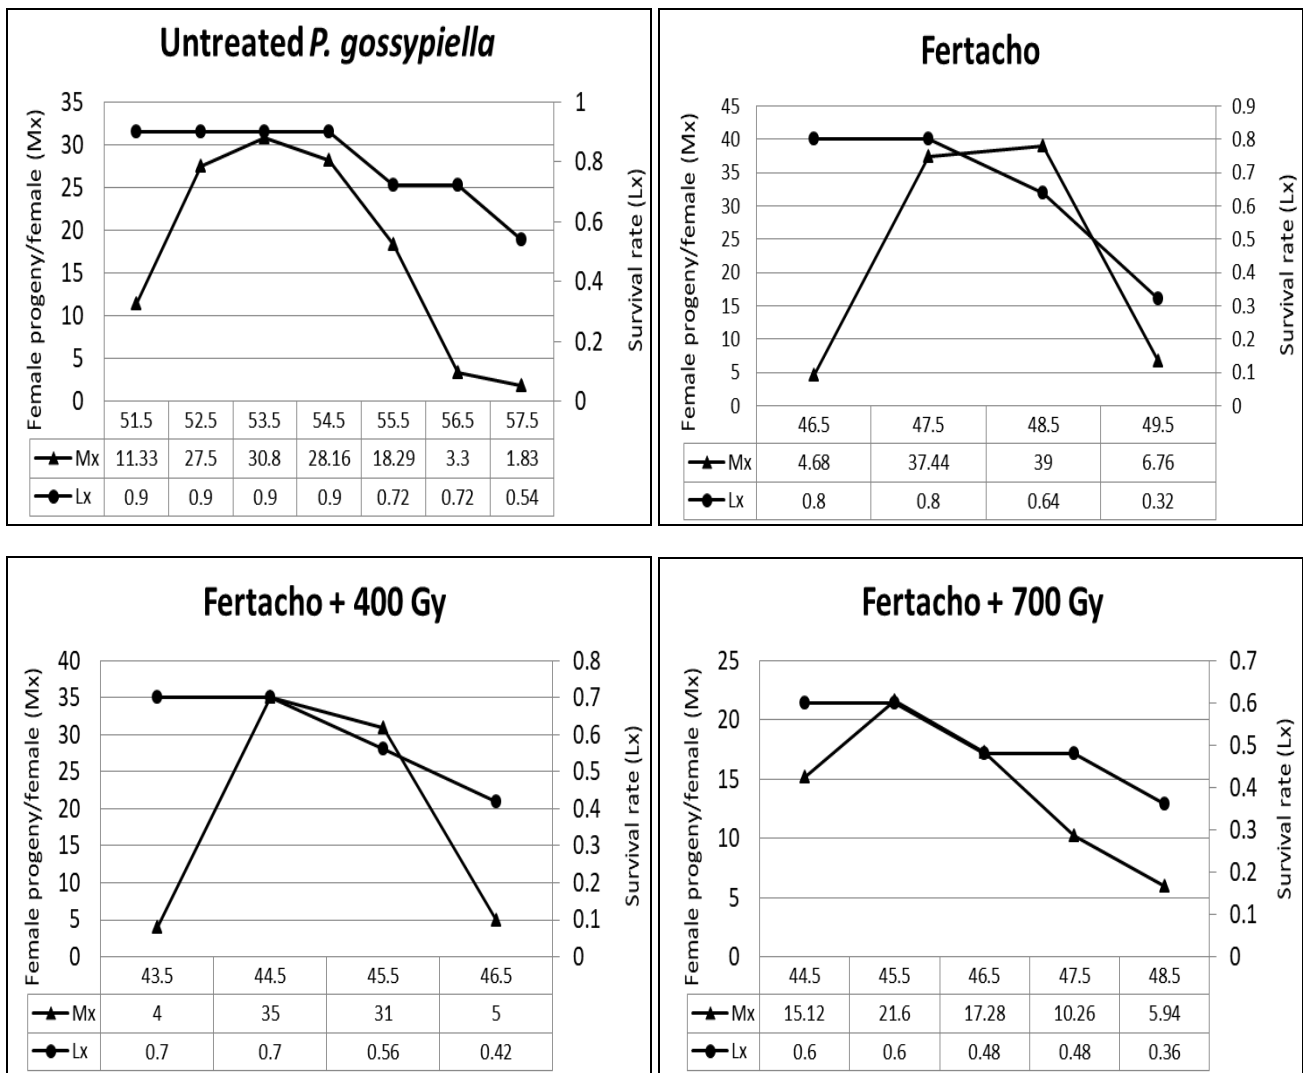 Untreated P. gossypiella
Female progeny/female (Mx)
35
30
25
20
15
10
5
0
1
0.8
0.6
0.4
0.2
0
Survival rate (Lx)
51.5 52.5 53.5 54.5 55.5 56.5 57.5
Mx 11.33 27.5 30.8 28.16 18.29 3.3 1.83
Lx 0.9 0.9 0.9 0.9 0.72 0.72 0.54
Fertacho
Female progeny/female (Mx)
45
40
35
30
25
20
15
10
5
0
0.9
0.8
0.7
0.6
0.5
0.4
0.3
0.2
0.1
0
Survival rate (Lx)
46.5 47.5 48.5 49.5
Mx 4.68 37.44 39 6.76
Lx 0.8 0.8 0.64 0.32
Fertacho + 400 Gy
Female progeny/female (Mx)
40
35
30
25
20
15
10
5
0
0.8
0.7
0.6
0.5
0.4
0.3
0.2
0.1
0
Survival rate (Lx)
43.5 44.5 45.5 46.5
Mx 4 35 31 5
Lx 0.7 0.7 0.56 0.42
Fertacho + 700 Gy
Female progeny/female (Mx)
25
20
15
10
5
0
0.7
0.6
0.5
0.4
0.3
0.2
0.1
0
Survival rate (Lx)
44.5 45.5 46.5 47.5 48.5
Mx 15.12 21.6 17.28 10.26 5.94
Lx 0.6 0.6 0.48 0.48 0.36